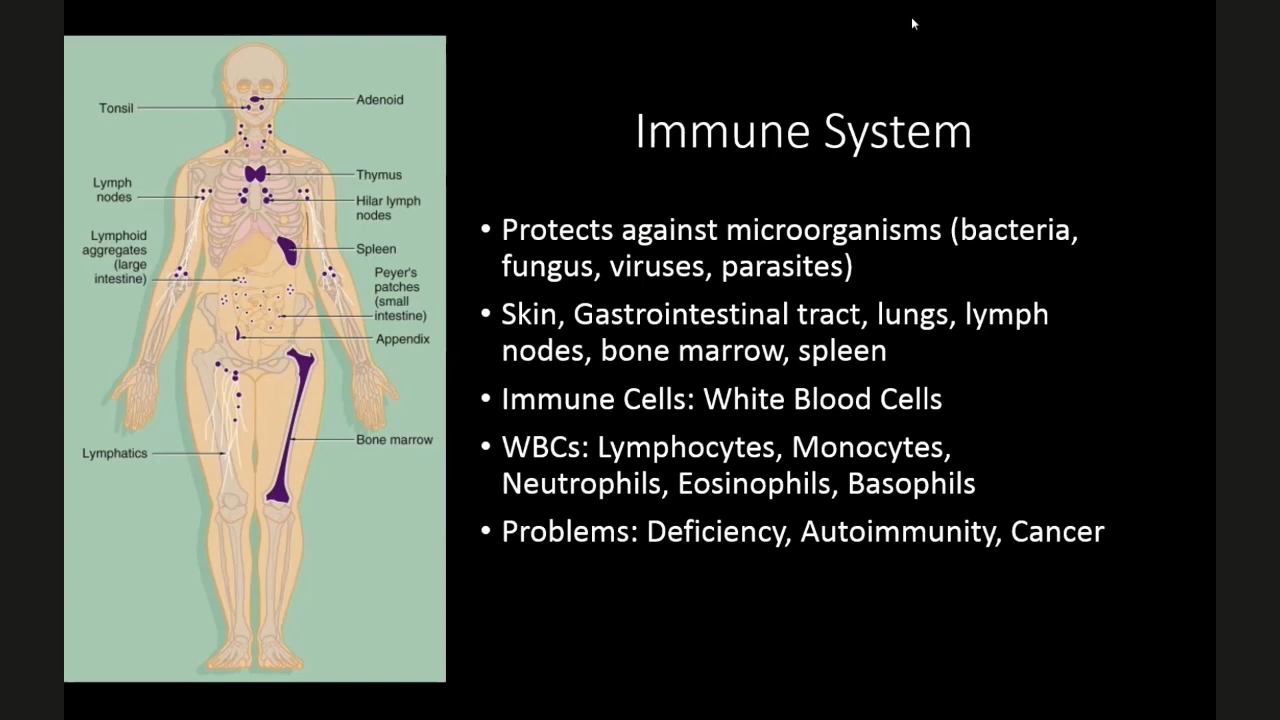 Tonsil
Adenoid
Thymus
Lymph
nodes
Hilar lymph
nodes
Lymphoid
aggregates
(large
intestine)
Spleen
Peyer's
patches
(small
intestine)
Appendix
Bone marrow
Lymphatics
Immune System
• Protects against microorganisms (bacteria,
fungus, viruses, parasites)
• Skin, Gastrointestinal tract, lungs, lymph
nodes, bone marrow, spleen
• Immune Cells: White Blood Cells
• WBCs: Lymphocytes, Monocytes,
Neutrophils, Eosinophils, Basophils
• Problems: Deficiency, Autoimmunity, Cancer